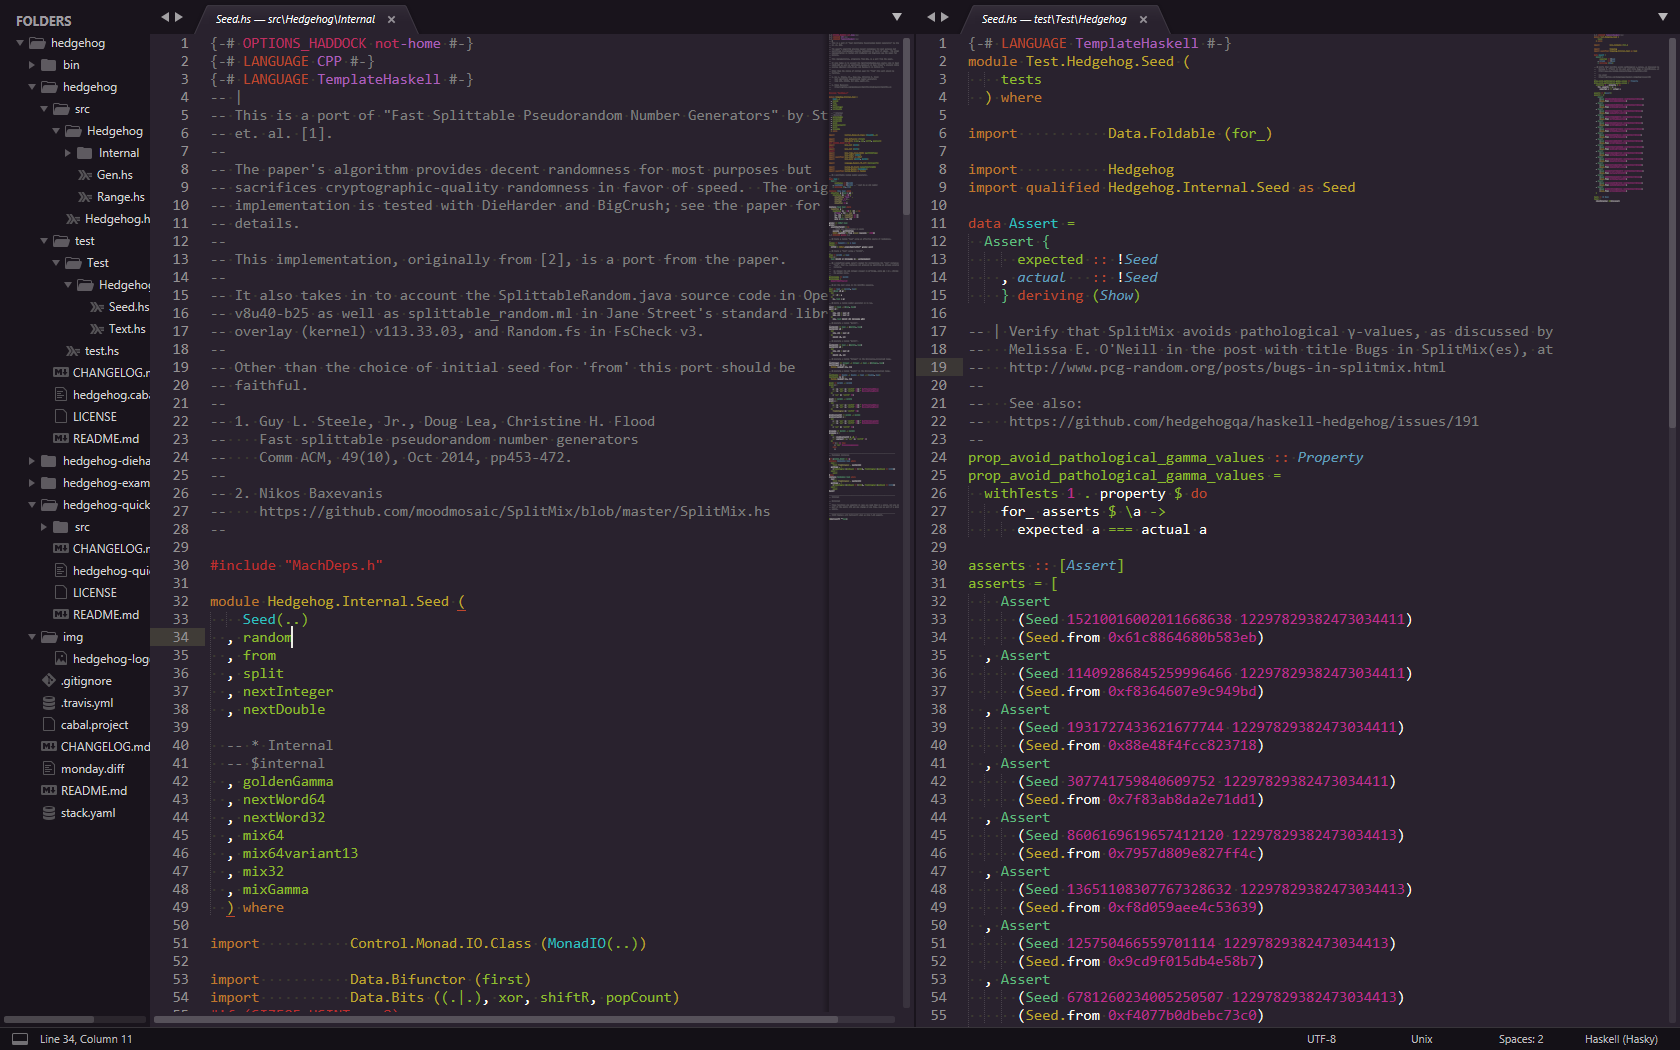 FOLDERS
hedgehog
bin
hedgehog
src
Hedgehog
Internal
Gen.hs
Range.hs
Hedgehog.h
test
Test
Hedgehog
Seed.hs
Text.hs
test.hs
CHANGELOG.r
hedgehog.caba
LICENSE
README.md
hedgehog-dieha
hedgehog-exam
hedgehog-quick
src
CHANGELOG.r
hedgehog-qui
LICENSE
README.md
img
hedgehog-log
.gitignore
.travis.yml
cabal.project
CHANGELOG.md
monday.diff
README.md
stack.yaml
Seed.hs — src\Hedgehog\Internal ×
1 {-# OPTIONS_HADDOCK not-home #-}
2 {-# LANGUAGE CPP #-}
3 {-# LANGUAGE TemplateHaskell #-}
4 -- |
5 -- This is a port of "Fast Splittable Pseudorandom Number Generators" by St
6 -- et. al. [1].
7 --
8 -- The paper's algorithm provides decent randomness for most purposes but
9 -- sacrifices cryptographic-quality randomness in favor of speed.  The orig
10 -- implementation is tested with DieHarder and BigCrush; see the paper for
11 -- details.
12 --
13 -- This implementation, originally from [2], is a port from the paper.
14 --
15 -- It also takes in to account the SplittableRandom.java source code in Ope
16 -- v8u40-b25 as well as splittable_random.ml in Jane Street's standard libr
17 -- overlay (kernel) v113.33.03, and Random.fs in FsCheck v3.
18 --
19 -- Other than the choice of initial seed for 'from' this port should be
20 -- faithful.
21 --
22 -- 1. Guy L. Steele, Jr., Doug Lea, Christine H. Flood
23 --    Fast splittable pseudorandom number generators
24 --    Comm ACM, 49(10), Oct 2014, pp453-472.
25 --
26 -- 2. Nikos Baxevanis
27 --    https://github.com/moodmosaic/SplitMix/blob/master/SplitMix.hs
28 --
29
30 #include "MachDeps.h"
31
32 module Hedgehog.Internal.Seed (
33     Seed(..)
34   , random
35   , from
36   , split
37   , nextInteger
38   , nextDouble
39
40   -- * Internal
41   -- $internal
42   , goldenGamma
43   , nextWord64
44   , nextWord32
45   , mix64
46   , mix64variant13
47   , mix32
48   , mixGamma
49   ) where
50
51 import           Control.Monad.IO.Class (MonadIO(..))
52
53 import           Data.Bifunctor (first)
54 import           Data.Bits ((.|.), xor, shiftR, popCount)
Seed.hs — test\Test\Hedgehog ×
1 {-# LANGUAGE TemplateHaskell #-}
2 module Test.Hedgehog.Seed (
3     tests
4   ) where
5
6 import           Data.Foldable (for_)
7
8 import           Hedgehog
9 import qualified Hedgehog.Internal.Seed as Seed
10
11 data Assert =
12   Assert {
13       expected :: !Seed
14     , actual   :: !Seed
15     } deriving (Show)
16
17 -- | Verify that SplitMix avoids pathological γ-values, as discussed by
18 --   Melissa E. O'Neill in the post with title Bugs in SplitMix(es), at
19 --   http://www.pcg-random.org/posts/bugs-in-splitmix.html
20 --
21 --   See also:
22 --   https://github.com/hedgehogqa/haskell-hedgehog/issues/191
23 --
24 prop_avoid_pathological_gamma_values :: Property
25 prop_avoid_pathological_gamma_values =
26   withTests 1 . property $ do
27     for_ asserts $ \a ->
28       expected a === actual a
29
30 asserts :: [Assert]
31 asserts = [
32     Assert
33       (Seed 15210016002011668638 12297829382473034411)
34       (Seed.from 0x61c8864680b583eb)
35   , Assert
36       (Seed 11409286845259996466 12297829382473034411)
37       (Seed.from 0xf8364607e9c949bd)
38   , Assert
39       (Seed 1931727433621677744 12297829382473034411)
40       (Seed.from 0x88e48f4fcc823718)
41   , Assert
42       (Seed 307741759840609752 12297829382473034411)
43       (Seed.from 0x7f83ab8da2e71dd1)
44   , Assert
45       (Seed 8606169619657412120 12297829382473034413)
46       (Seed.from 0x7957d809e827ff4c)
47   , Assert
48       (Seed 13651108307767328632 12297829382473034413)
49       (Seed.from 0xf8d059aee4c53639)
50   , Assert
51       (Seed 125750466559701114 12297829382473034413)
52       (Seed.from 0x9cd9f015db4e58b7)
53   , Assert
54       (Seed 6781260234005250507 12297829382473034413)
55       (Seed.from 0xf4077b0dbebc73c0)
Line 34, Column 11
UTF-8
Unix
Spaces: 2
Haskell (Hasky)